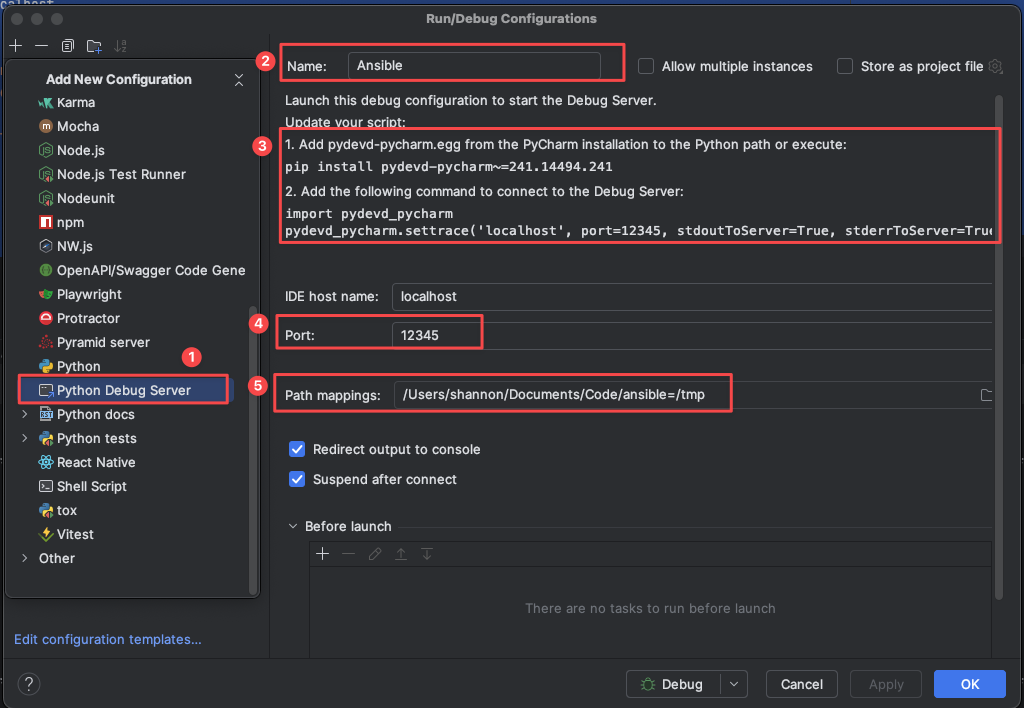 Run/Debug Configurations
Add New Configuration
Karma
Mocha
Node.js
Node.js Test Runner
Nodeunit
npm
NW.js
OpenAPI/Swagger Code Gene
Playwright
Protractor
Pyramid server
1
Python
Python Debug Server
Python docs
Python tests
React Native
Shell Script
tox
Vitest
Other
Edit configuration templates...
2
Name: Ansible
Allow multiple instances
Store as project file
Launch this debug configuration to start the Debug Server.
Update your script:
3
1. Add pydevd-pycharm.egg from the PyCharm installation to the Python path or execute:
pip install pydevd-pycharm~=241.14494.241
2. Add the following command to connect to the Debug Server:
import pydevd_pycharm
pydevd_pycharm.settrace('localhost', port=12345, stdoutToServer=True, stderrToServer=True
IDE host name: localhost
4
Port: 12345
5
Path mappings: /Users/shannon/Documents/Code/ansible=/tmp
Redirect output to console
Suspend after connect
Before launch
There are no tasks to run before launch
?
Debug
Cancel
Apply
OK